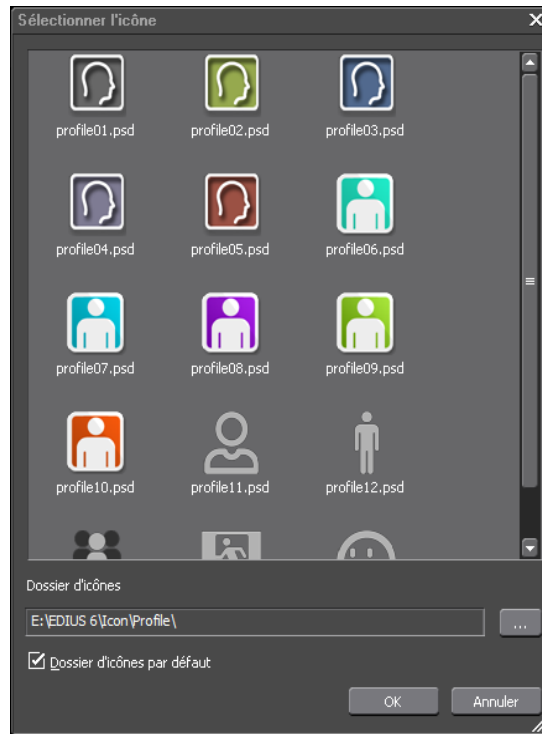 Sélectionner l'icône
profile01.psd profile02.psd profile03.psd
profile04.psd profile05.psd profile06.psd
profile07.psd profile08.psd profile09.psd
profile10.psd profile11.psd profile12.psd
Dossier d'icônes
E:\EDIUS 6\Icon\Profile\
...
Dossier d'icônes par défaut
OK Annuler